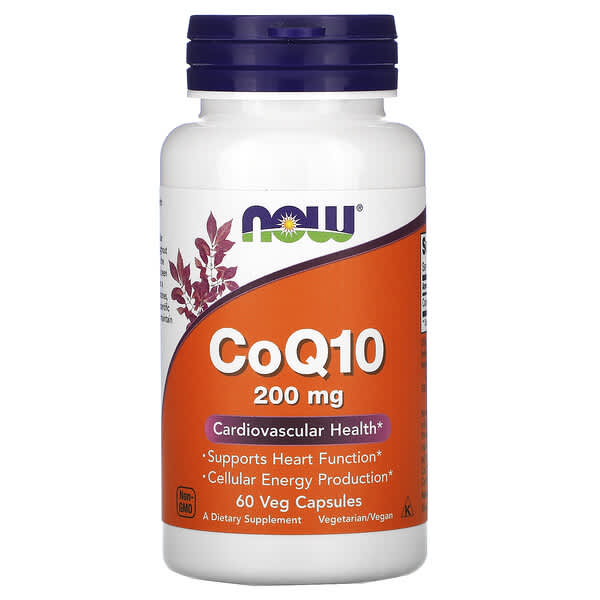 NOW®
CoQ10
200 mg
Cardiovascular Health*
•Supports Heart Function*
•Cellular Energy Production*
60 Veg Capsules
Non-
GMO
A Dietary Supplement Vegetarian/Vegan
K